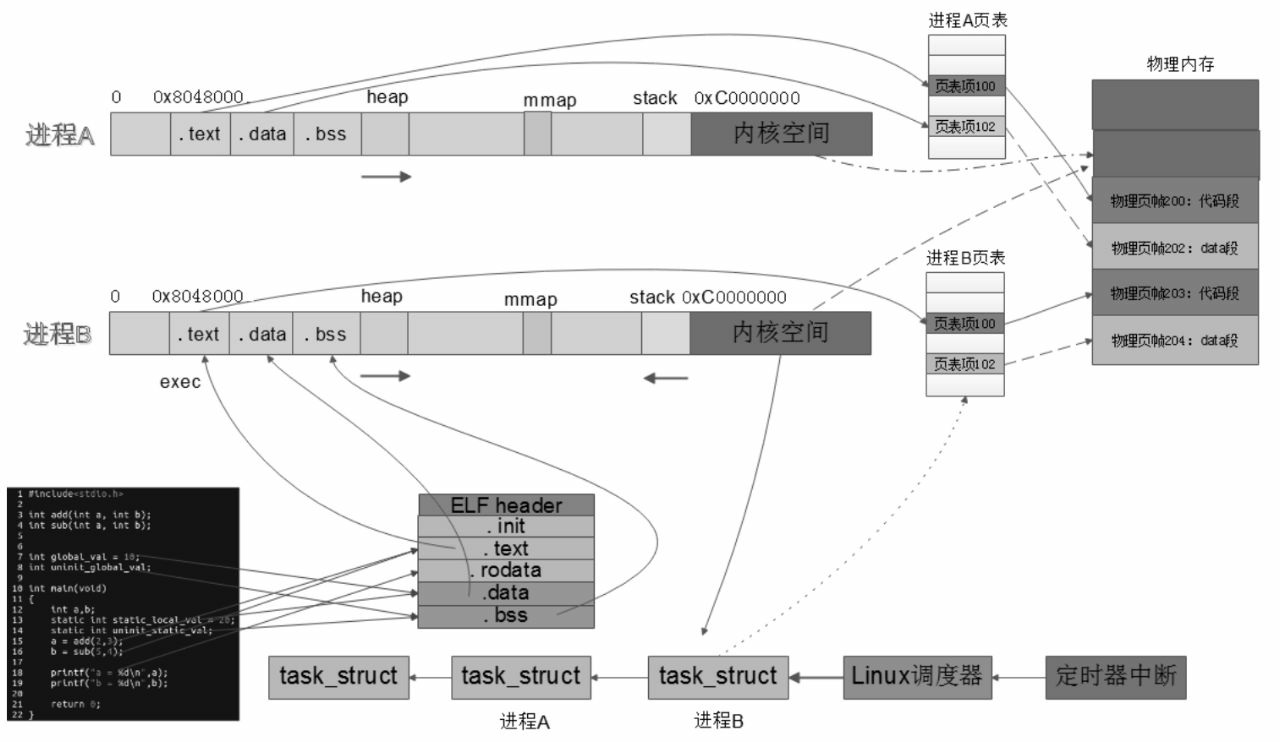 进程A页表
页表项100
页表项102
物理内存
物理页帧200：代码段
物理页帧202：data段
物理页帧203：代码段
物理页帧204：data段
0 0x8048000 heap mmap stack 0xC0000000
进程A .text .data .bss 内核空间
进程B页表
页表项100
页表项102
0 0x8048000 heap mmap stack 0xC0000000
进程B .text .data .bss 内核空间
exec
1 #include<stdio.h>
2
3 int add(int a, int b);
4 int sub(int a, int b);
5
6
7 int global_val = 10;
8 int uninit_global_val;
9
10 int main(void)
11 {
12 int a,b;
13 static int static_local_val = 20;
14 static int uninit_static_val;
15 a = add(2,3);
16 b = sub(5,4);
17
18 printf("a = %d\n",a);
19 printf("b = %d\n",b);
20
21 return 0;
22 }
ELF header
.init
.text
.rodata
.data
.bss
task_struct task_struct task_struct Linux调度器 定时器中断
进程A 进程B